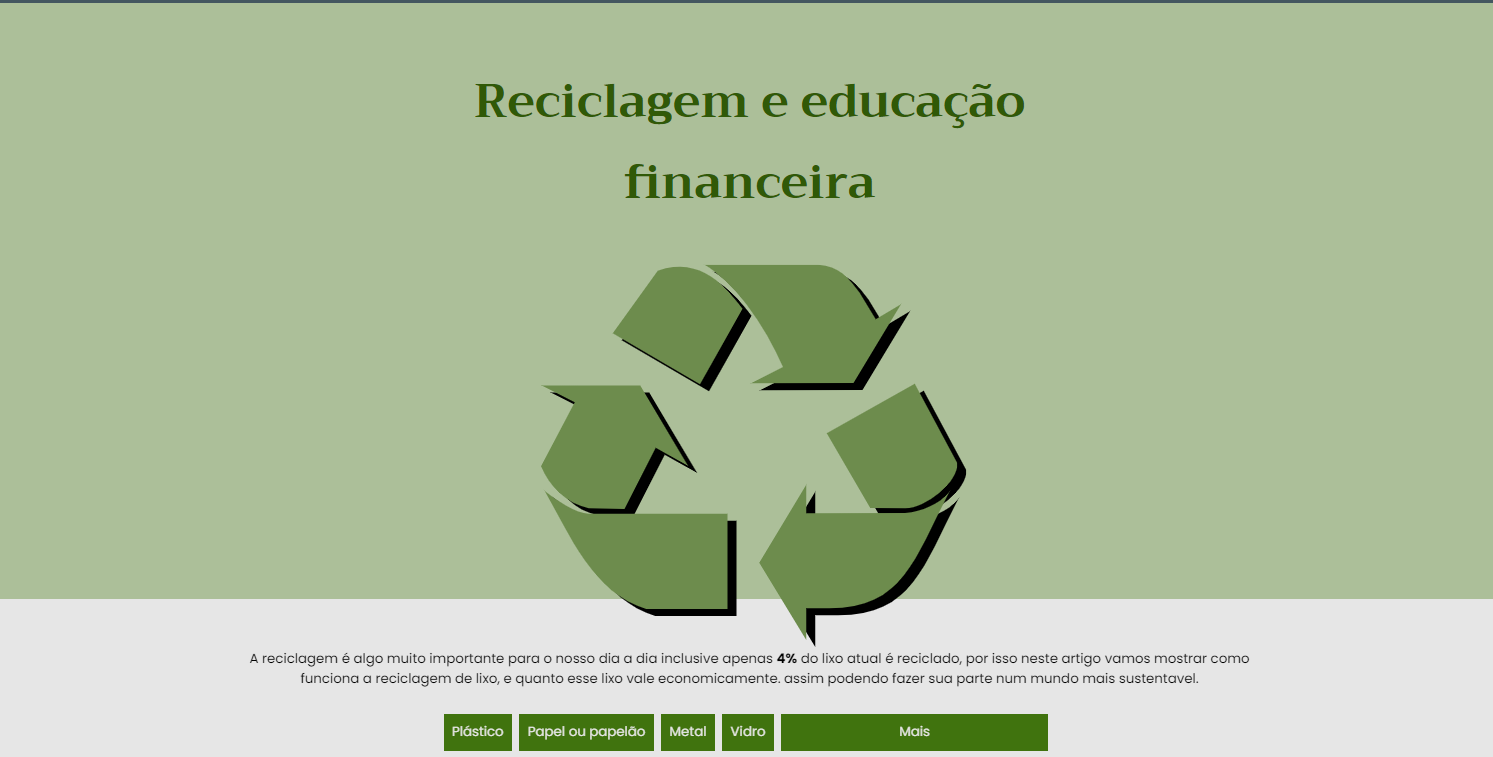 Reciclagem e educação
financeira
A reciclagem é algo muito importante para o nosso dia a dia inclusive apenas 4% do lixo atual é reciclado, por isso neste artigo vamos mostrar como
funciona a reciclagem de lixo, e quanto esse lixo vale economicamente. assim podendo fazer sua parte num mundo mais sustentavel.
Plástico Papel ou papelão Metal Vidro Mais